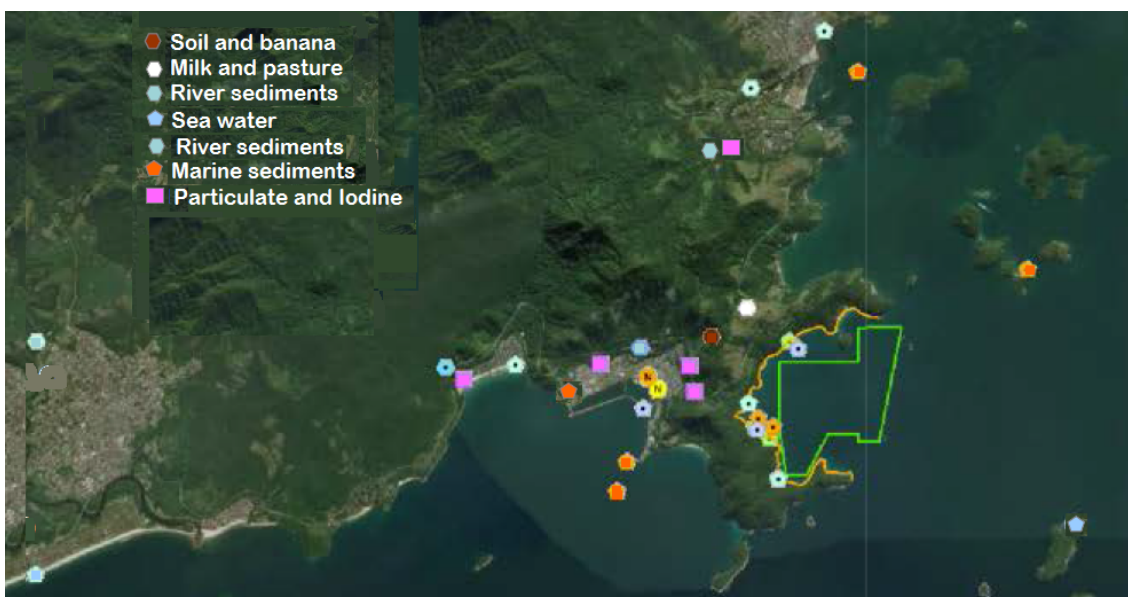 Soil and banana
Milk and pasture
River sediments
Sea water
River sediments
Marine sediments
Particulate and Iodine
N
N